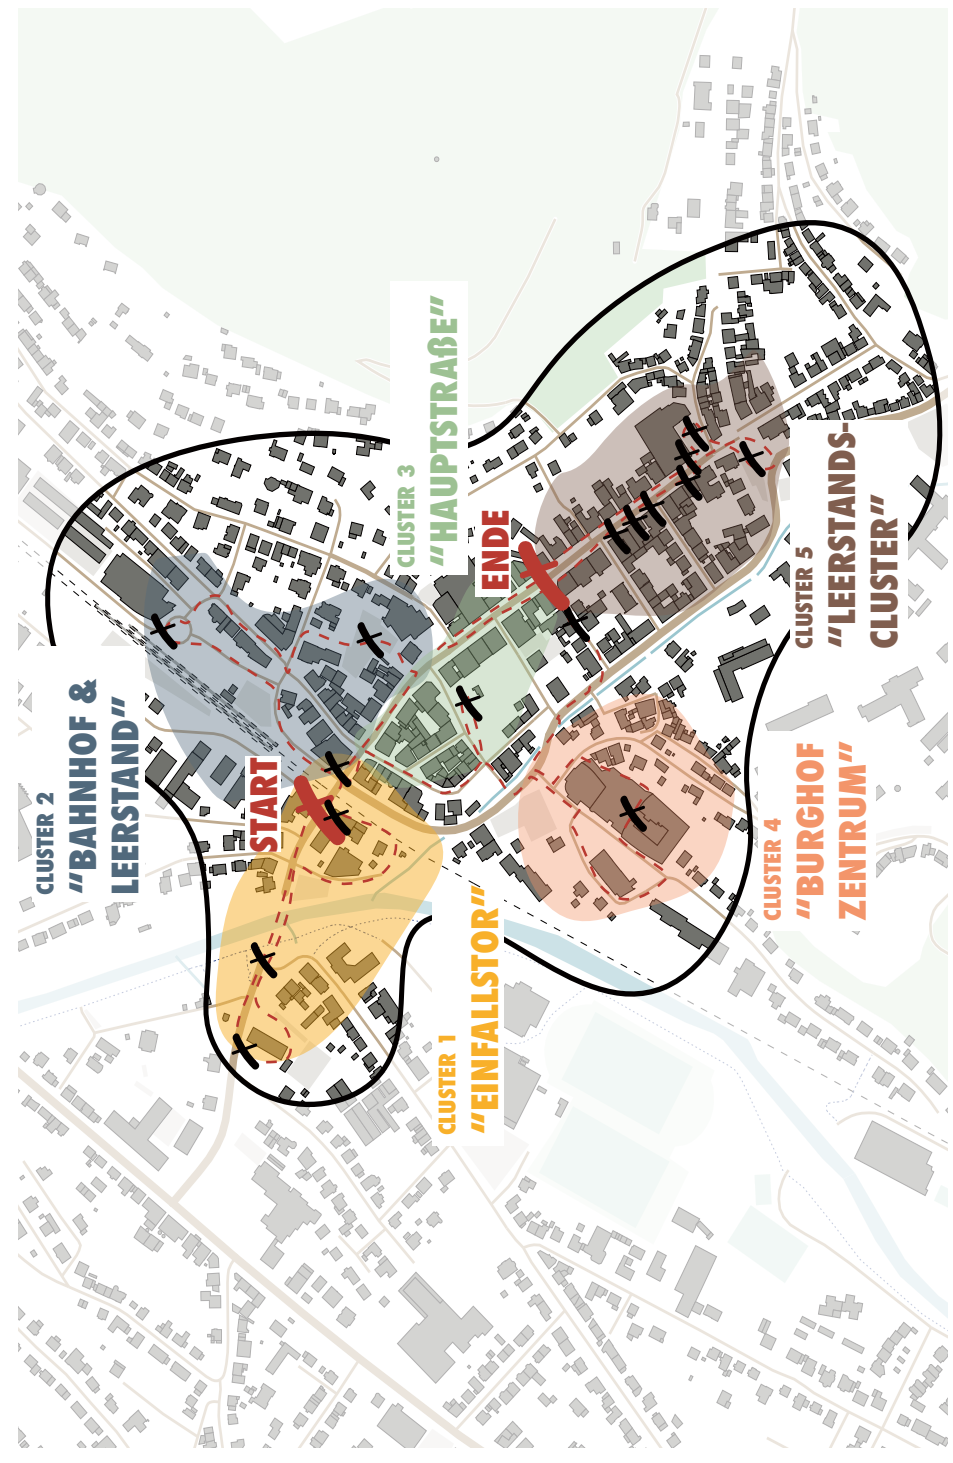 CLUSTER 2
“BAHNHOF &
LEERSTAND”
START
CLUSTER 3
“HAUPTSTRAßE”
CLUSTER 1
“EINFALLSTOR”
ENDE
CLUSTER 4
“BURGHOF
ZENTRUM”
CLUSTER 5
“LEERSTANDS-
CLUSTER”